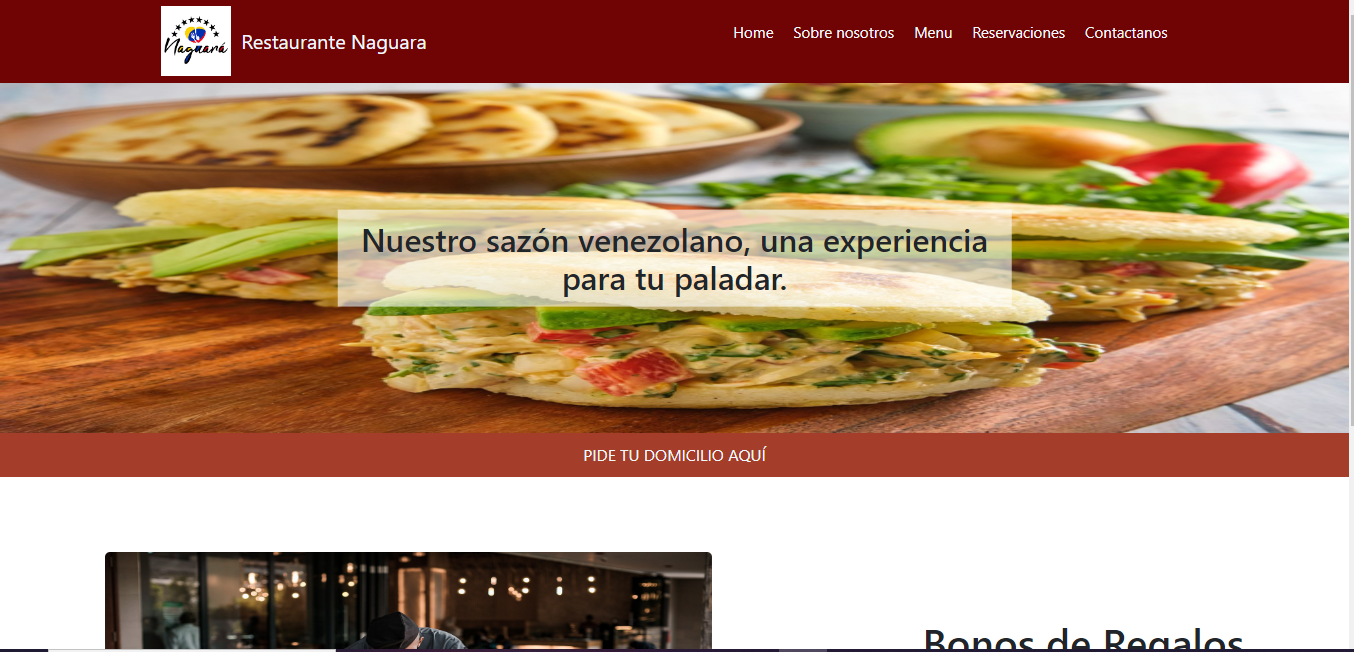 Naguará
Restaurante Naguara
Home Sobre nosotros Menu Reservaciones Contactanos
Nuestro sazón venezolano, una experiencia
para tu paladar.
PIDE TU DOMICILIO AQUÍ
Bonos de Regalos